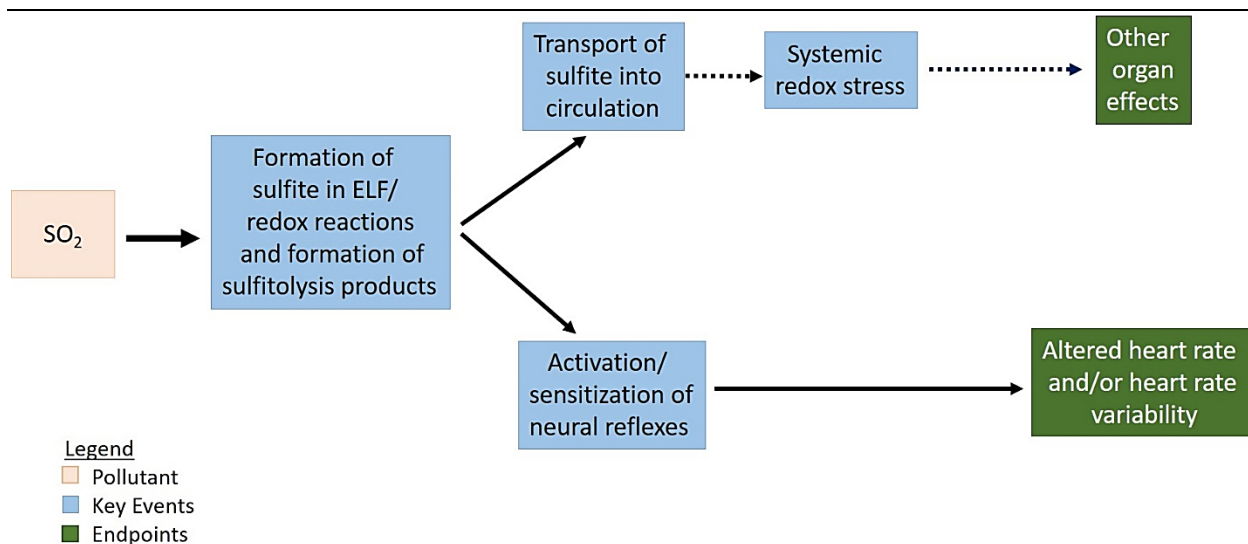 SO₂
Formation of
sulfite in ELF/
redox reactions
and formation of
sulfitolysis products
Transport of
sulfite into
circulation
Systemic
redox stress
Other
organ
effects
Activation/
sensitization of
neural reflexes
Altered heart rate
and/or heart rate
variability
Legend
Pollutant
Key Events
Endpoints